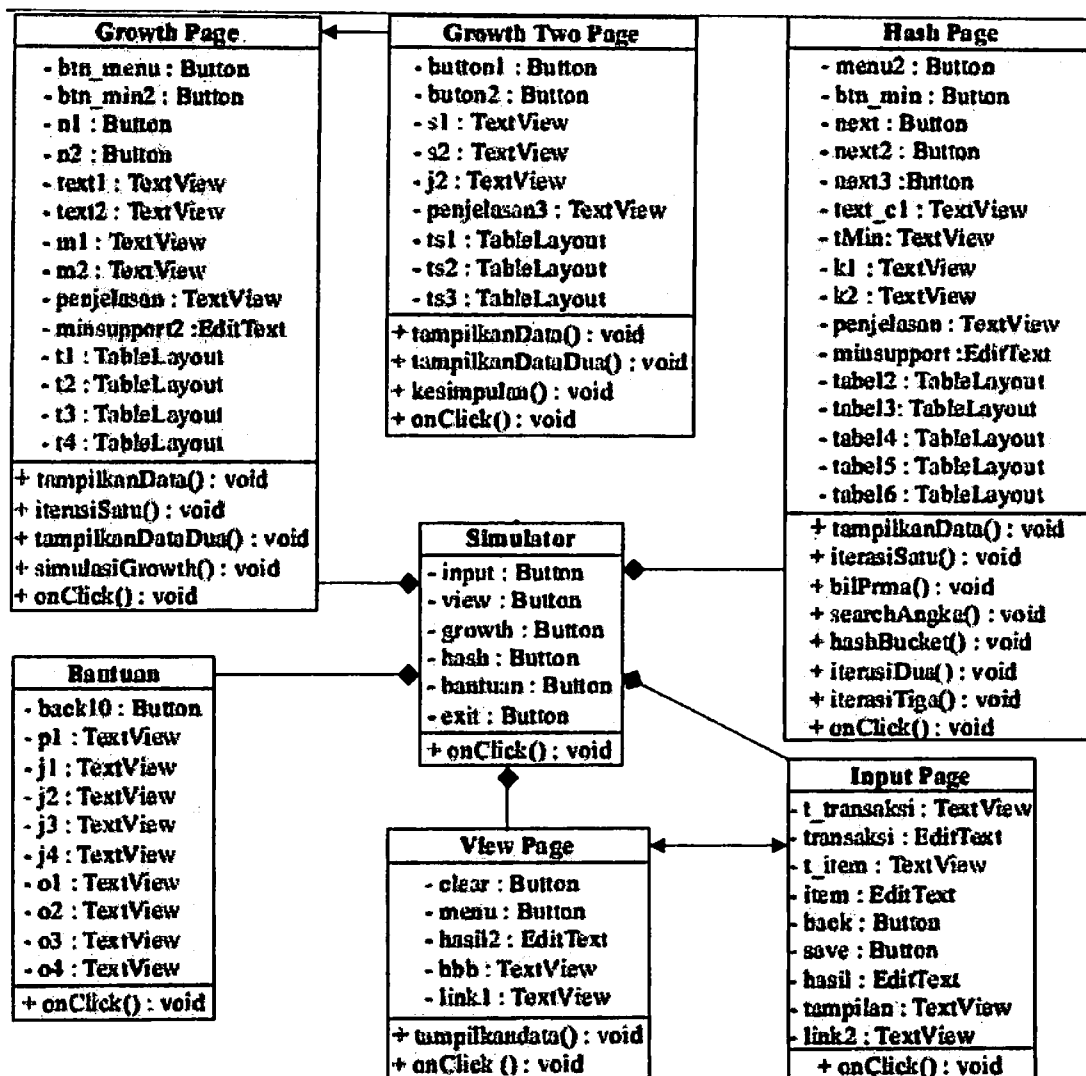 Growth Page
- btn_menu : Button
- btn_min2 : Button
- n1 : Button
- n2 : Button
- text1 : TextView
- text2 : TextView
- m1 : TextView
- m2 : TextView
- penjelasan : TextView
- minsupport2 :EditText
- t1 : TableLayout
- t2 : TableLayout
- t3 : TableLayout
- t4 : TableLayout
+ tampilkanData() : void
+ iterasiSatu() : void
+ tampilkanDataDua() : void
+ simulasiGrowth() : void
+ onClick() : void
Growth Two Page
- button1 : Button
- buton2 : Button
- s1 : TextView
- s2 : TextView
- j2 : TextView
- penjelasan3 : TextView
- ts1 : TableLayout
- ts2 : TableLayout
- ts3 : TableLayout
+ tampilkanData() : void
+ tampilkanDataDua() : void
+ kesimpulan() : void
+ onClick() : void
Hash Page
- menu2 : Button
- btn_min : Button
- next : Button
- next2 : Button
- next3 :Button
- text_c1 : TextView
- tMin: TextView
- k1 : TextView
- k2 : TextView
- penjelasan : TextView
- minsupport :EditText
- tabel2 : TableLayout
- tabel3: TableLayout
- tabel4 : TableLayout
- tabel5 : TableLayout
- tabel6 : TableLayout
+ tampilkanData() : void
+ iterasiSatu() : void
+ bilPrma() : void
+ searchAngka() : void
+ hashBucket() : void
+ iterasiDua() : void
+ iterasiTiga() : void
+ onClick() : void
Simulator
- input : Button
- view : Button
- growth : Button
- hash : Button
- bantuan : Button
- exit : Button
+ onClick() : void
Bantuan
- back10 : Button
- p1 : TextView
- j1 : TextView
- j2 : TextView
- j3 : TextView
- j4 : TextView
- o1 : TextView
- o2 : TextView
- o3 : TextView
- o4 : TextView
+ onClick() : void
View Page
- clear : Button
- menu : Button
- hasil2 : EditText
- bbb : TextView
- link1 : TextView
+ tampilkandata() : void
+ onClick () : void
Input Page
- t_transaksi : TextView
- transaksi : EditText
- t_item : TextView
- item : EditText
- back : Button
- save : Button
- hasil : EditText
- tampilan : TextView
- link2 : TextView
+ onClick() : void